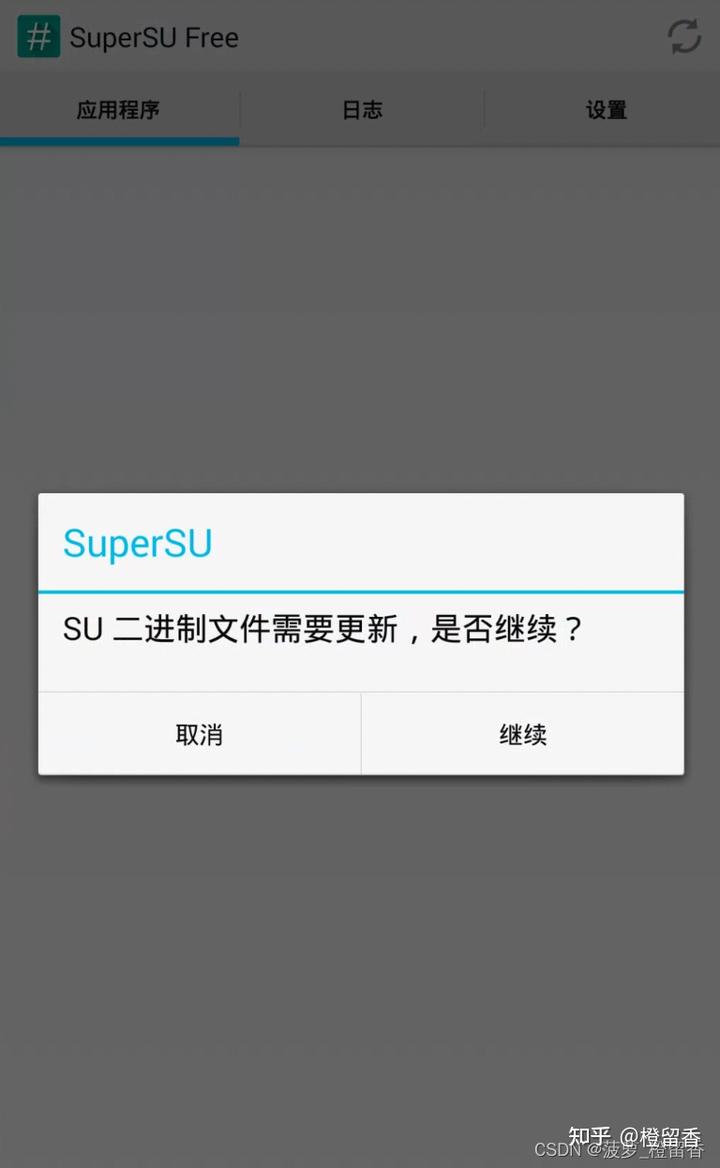 # SuperSU Free
应用程序 日志 设置
SuperSU
SU 二进制文件需要更新，是否继续？
取消 继续
知乎 @橙留香
CSDN @菠萝_橙留香